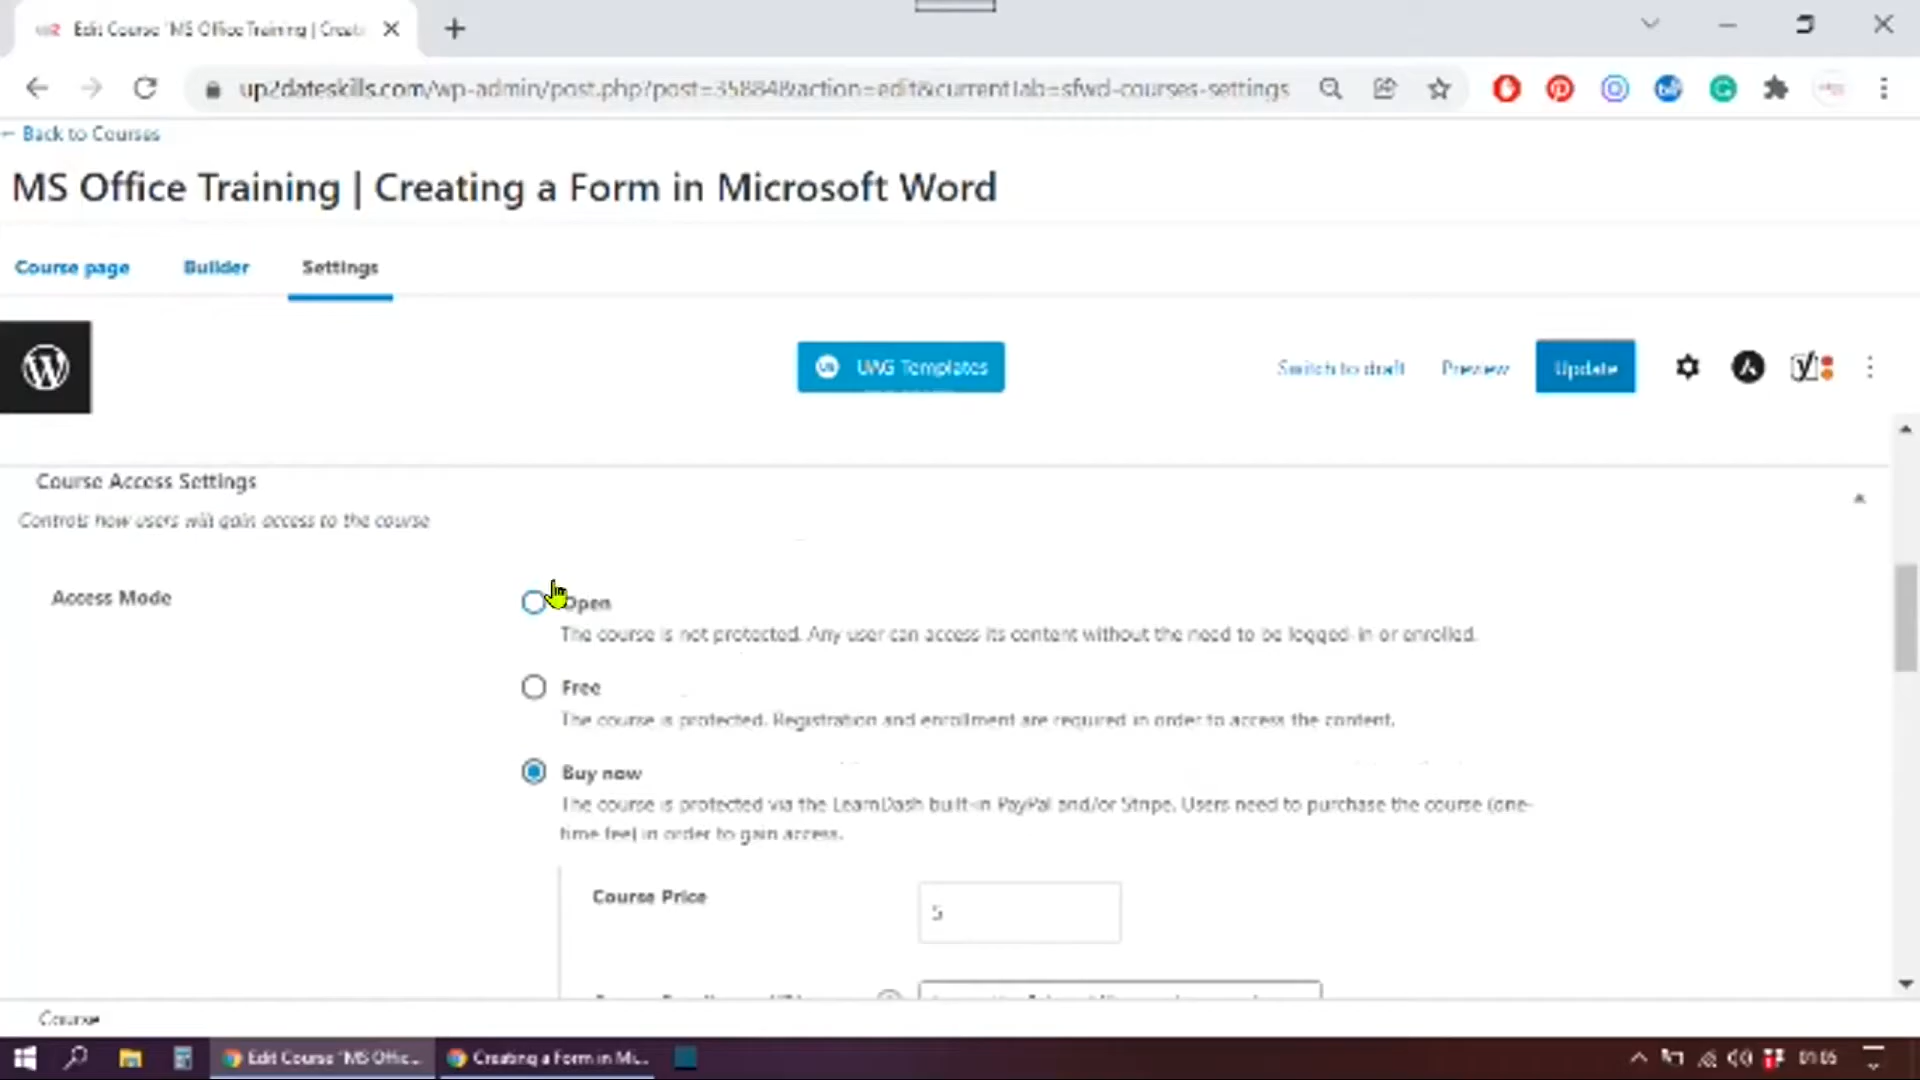 Edit Course "MS Office Training | Creati
up2dateskills.com/wp-admin/post.php?post=35884&action=edit&currentTab=sfwd-courses-settings
← Back to Courses
MS Office Training | Creating a Form in Microsoft Word
Course page Builder Settings
UAG Templates Switch to draft Preview Update
Course Access Settings
Controls how users will gain access to the course
Access Mode
Open
The course is not protected. Any user can access its content without the need to be logged-in or enrolled.
Free
The course is protected. Registration and enrollment are required in order to access the content.
Buy now
The course is protected via the LearnDash built-in PayPal and/or Stripe. Users need to purchase the course (one-
time fee) in order to gain access.
Course Price 5
Course
Edit Course "MS Offic... Creating a Form in Mi... 01:05